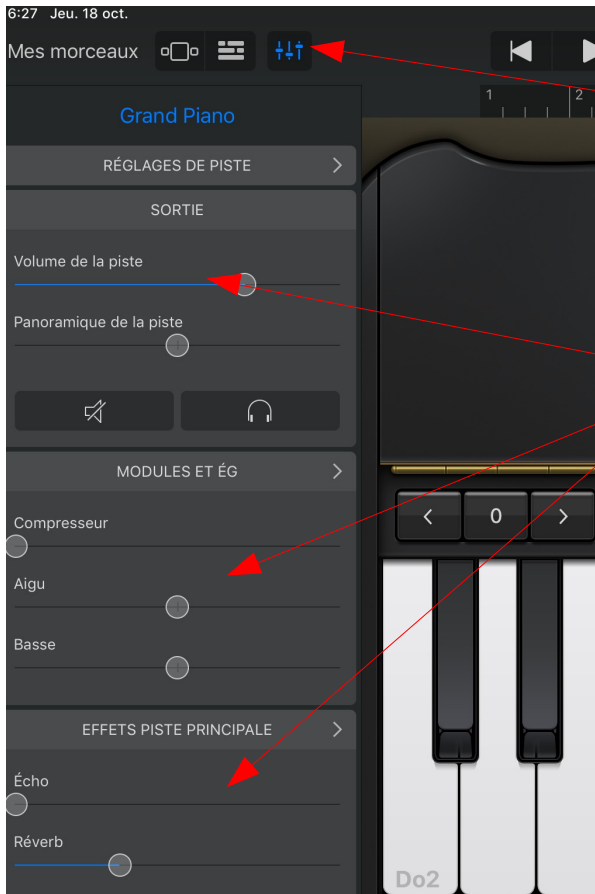 6:27 Jeu. 18 oct.
Mes morceaux
1 2
Grand Piano
RÉGLAGES DE PISTE
SORTIE
Volume de la piste
Panoramique de la piste
MODULES ET ÉG
0
Compresseur
Aigu
Basse
EFFETS PISTE PRINCIPALE
Écho
Réverb
Do2